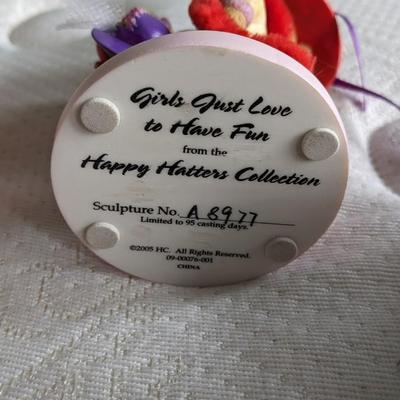 Girls Just Love
to Have Fun
from the
Happy Hatters Collection
Sculpture No. A 8977
Limited to 95 casting days.
©2005 HC. All Rights Reserved.
09-00076-001
CHINA